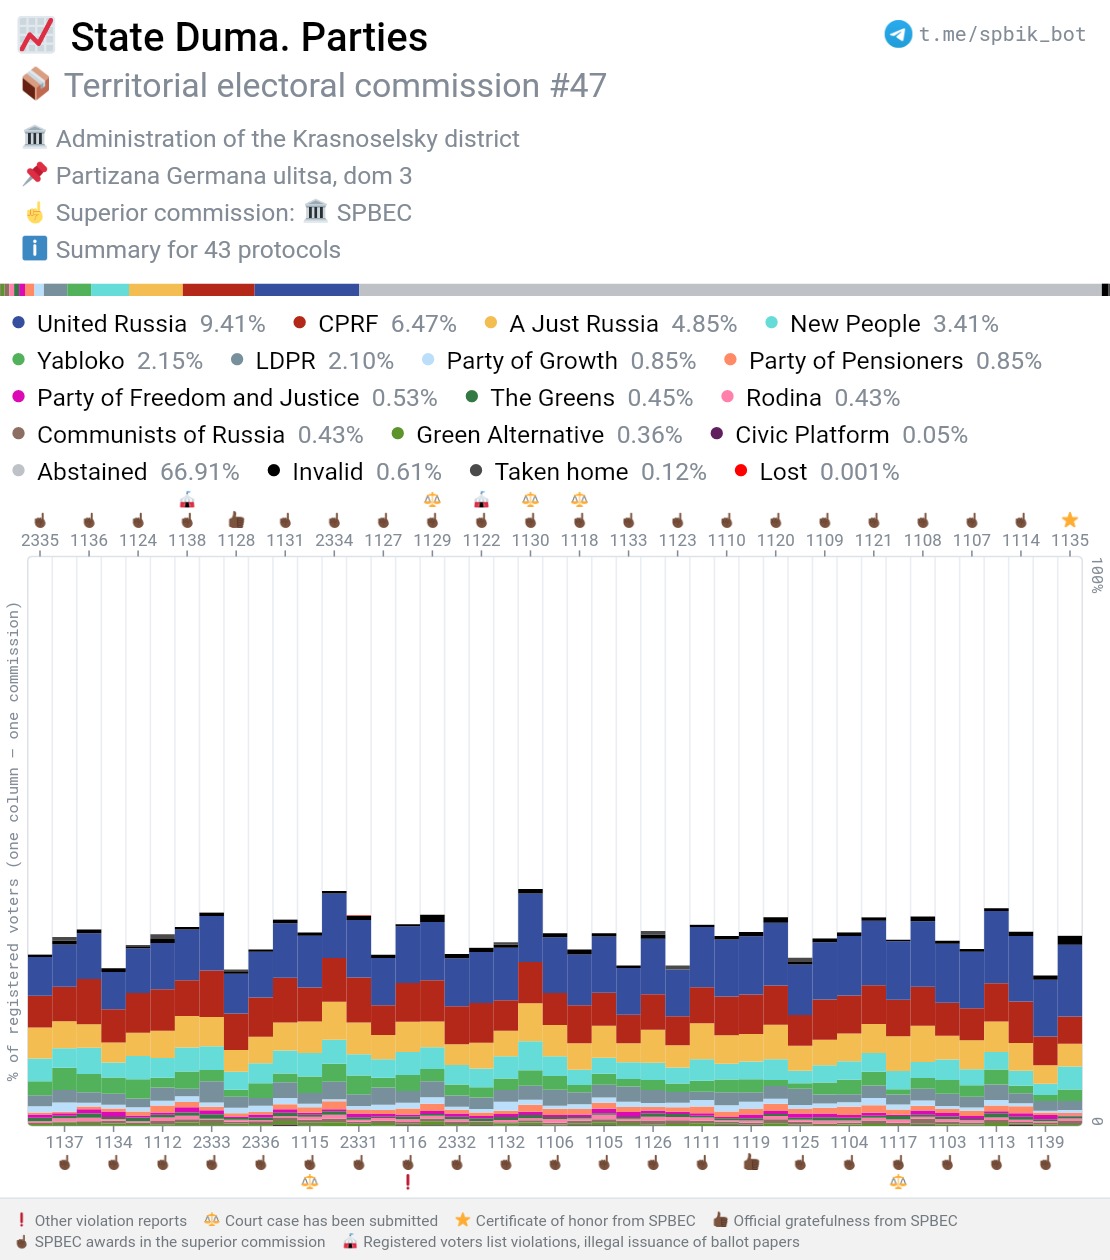 State Duma. Parties
t.me/spbik_bot
Territorial electoral commission #47
Administration of the Krasnoselsky district
Partizana Germana ulitsa, dom 3
Superior commission: SPBEC
Summary for 43 protocols
United Russia 9.41% CPRF 6.47% A Just Russia 4.85% New People 3.41%
Yabloko 2.15% LDPR 2.10% Party of Growth 0.85% Party of Pensioners 0.85%
Party of Freedom and Justice 0.53% The Greens 0.45% Rodina 0.43%
Communists of Russia 0.43% Green Alternative 0.36% Civic Platform 0.05%
Abstained 66.91% Invalid 0.61% Taken home 0.12% Lost 0.001%
2335 1136 1124 1138 1128 1131 2334 1127 1129 1122 1130 1118 1133 1123 1110 1120 1109 1121 1108 1107 1114 1135
100%
% of registered voters (one column – one commission)
0
1137 1134 1112 2333 2336 1115 2331 1116 2332 1132 1106 1105 1126 1111 1119 1125 1104 1117 1103 1113 1139
Other violation reports Court case has been submitted Certificate of honor from SPBEC Official gratefulness from SPBEC
SPBEC awards in the superior commission Registered voters list violations, illegal issuance of ballot papers